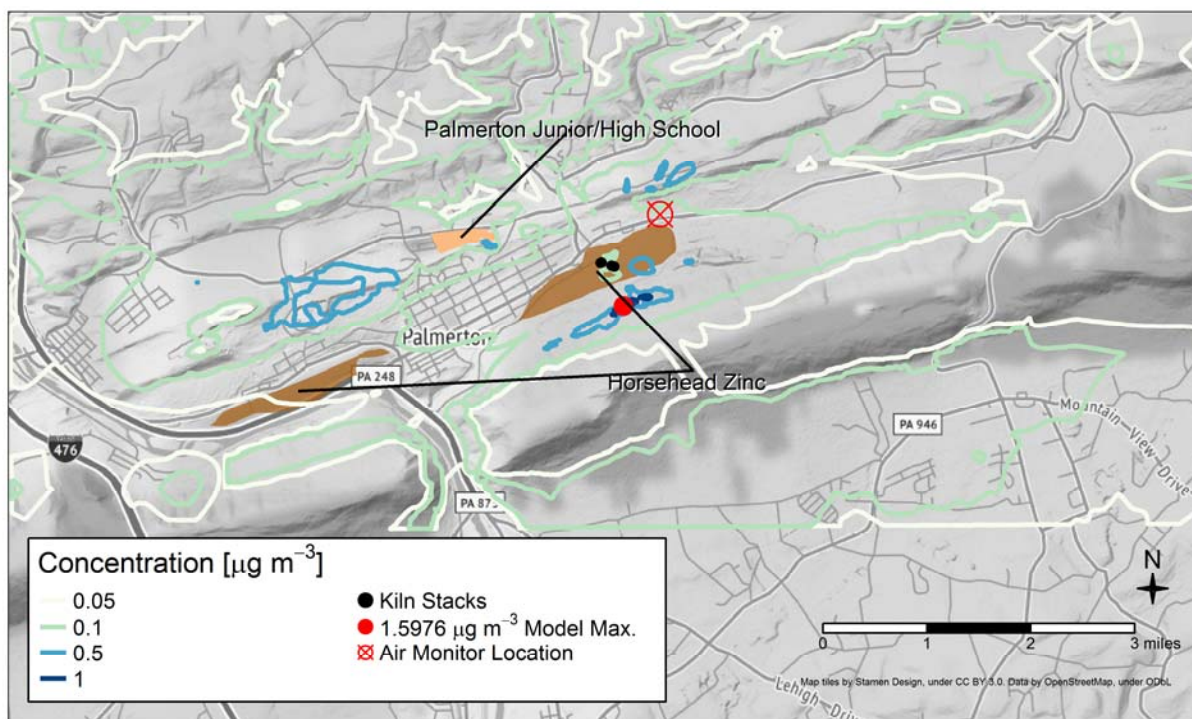 Palmerton Junior/High School
Palmerton
PA 248
Horsehead Zinc
476
PA 946
Mountain View Drive
PA 873
Concentration [μg m⁻³]
0.05
0.1
0.5
1
Kiln Stacks
1.5976 μg m⁻³ Model Max.
Air Monitor Location
N
0 1 2 3 miles
Map tiles by Stamen Design, under CC BY 3.0. Data by OpenStreetMap, under ODbL
Lehigh Drive